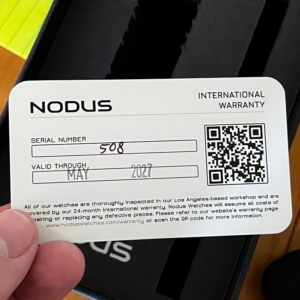 NODUS
INTERNATIONAL
WARRANTY
SERIAL NUMBER
508
VALID THROUGH
MAY 2027
All of our watches are thoroughly inspected in our Los Angeles-based workshop and are
covered by our 24-month international warranty. Nodus Watches will assume all costs of
repairing or replacing any defective pieces. Please refer to our website's warranty page
www.noduswatches.com/warranty or scan the QR code for more information.
NODUS